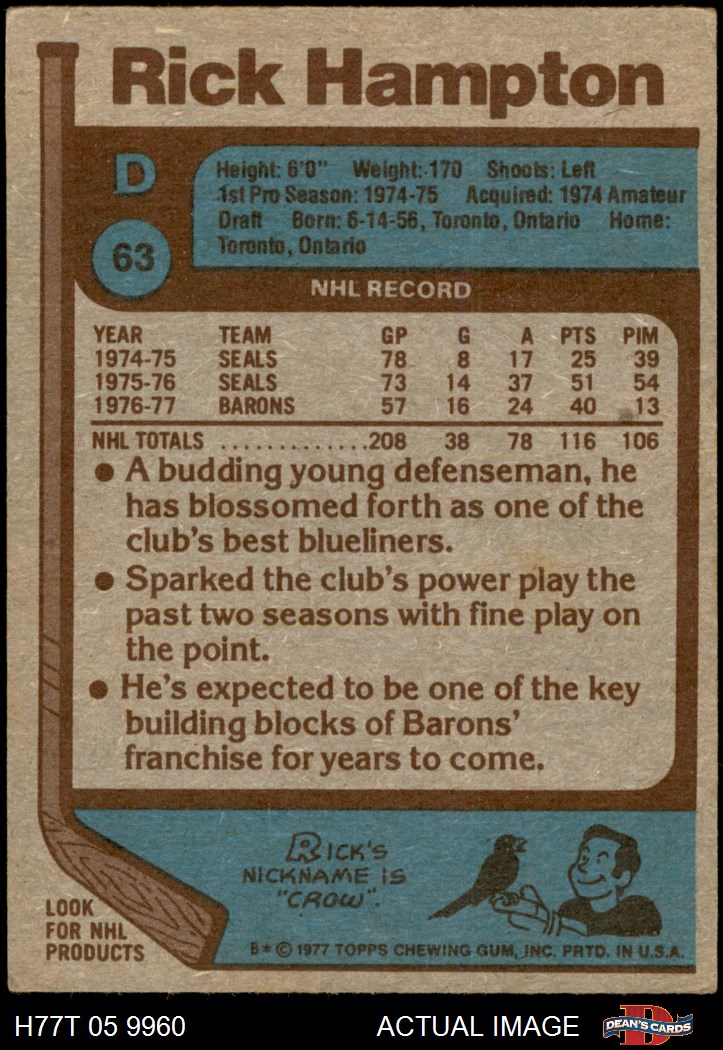 Rick Hampton
D
63
Height: 6'0" Weight: 170 Shoots: Left
1st Pro Season: 1974-75 Acquired: 1974 Amateur
Draft Born: 6-14-56, Toronto, Ontario Home:
Toronto, Ontario
NHL RECORD
YEAR TEAM GP G A PTS PIM
1974-75 SEALS 78 8 17 25 39
1975-76 SEALS 73 14 37 51 54
1976-77 BARONS 57 16 24 40 13
NHL TOTALS .............208 38 78 116 106
● A budding young defenseman, he
has blossomed forth as one of the
club's best blueliners.
● Sparked the club's power play the
past two seasons with fine play on
the point.
● He's expected to be one of the key
building blocks of Barons'
franchise for years to come.
RICK'S
NICKNAME IS
"CROW".
LOOK
FOR NHL
PRODUCTS
B* © 1977 TOPPS CHEWING GUM, INC. PRTD. IN U.S.A.
H77T 05 9960 ACTUAL IMAGE D DEAN'S CARDS